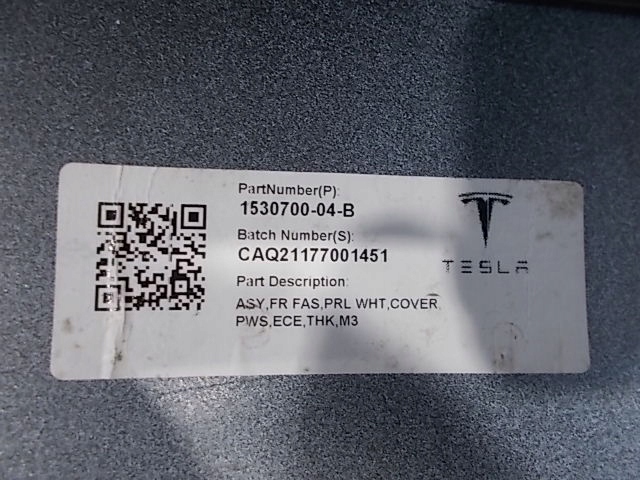 PartNumber(P):
1530700-04-B
Batch Number(S):
CAQ21177001451
Part Description:
ASY,FR FAS,PRL WHT,COVER,
PWS,ECE,THK,M3
TESLA